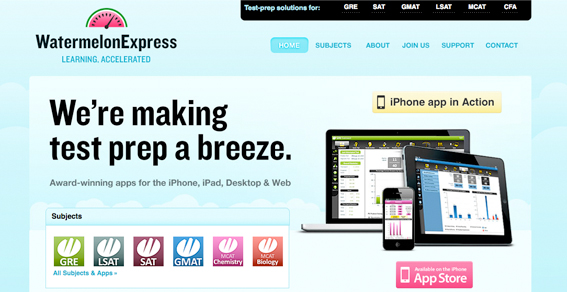 Test-prep solutions for: GRE SAT GMAT LSAT MCAT CFA
WatermelonExpress
LEARNING, ACCELERATED
HOME SUBJECTS ABOUT JOIN US SUPPORT CONTACT
iPhone app in Action
We're making
test prep a breeze.
Award-winning apps for the iPhone, iPad, Desktop & Web
Subjects
GRE
LSAT
SAT
GMAT
MCAT
Chemistry
MCAT
Biology
All Subjects & Apps »
Available on the iPhone
App Store